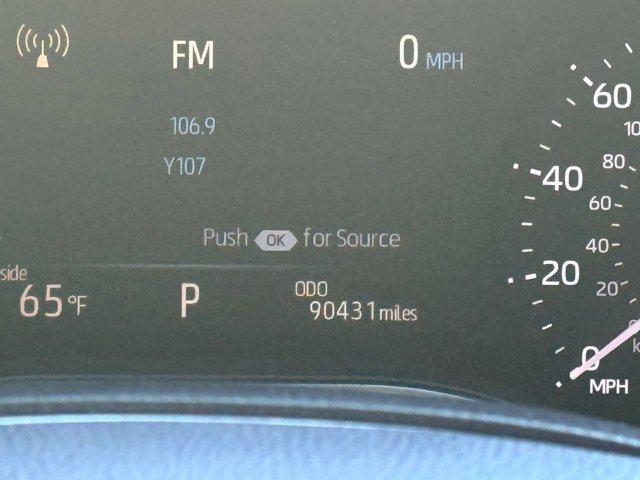 FM
0 MPH
106.9
Y107
Push OK for Source
side
65 °F
P
ODO
90431 miles
60
40
20
0
MPH
80
60
40
20